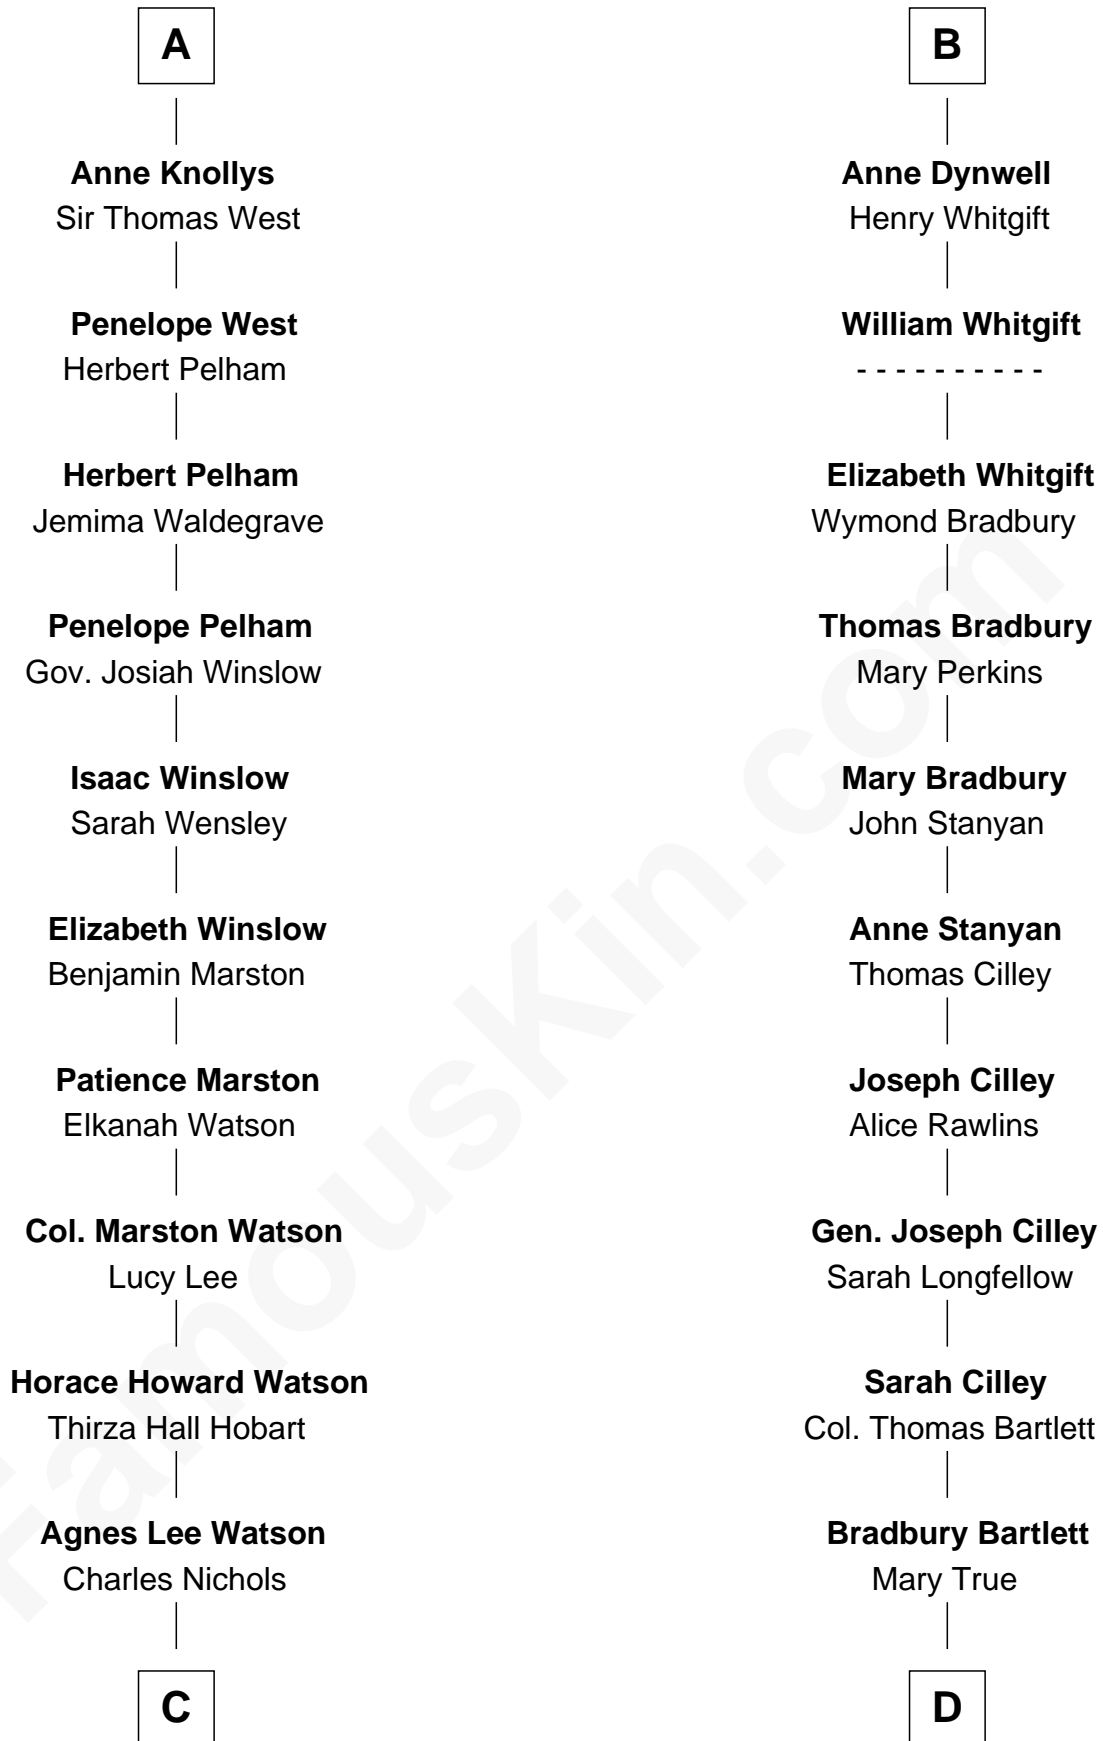 A
Anne Knollys
Sir Thomas West
Penelope West
Herbert Pelham
Herbert Pelham
Jemima Waldegrave
Penelope Pelham
Gov. Josiah Winslow
Isaac Winslow
Sarah Wensley
Elizabeth Winslow
Benjamin Marston
Patience Marston
Elkanah Watson
Col. Marston Watson
Lucy Lee
Horace Howard Watson
Thirza Hall Hobart
Agnes Lee Watson
Charles Nichols
C
B
Anne Dynwell
Henry Whitgift
William Whitgift
- - - - - - - - - -
Elizabeth Whitgift
Wymond Bradbury
Thomas Bradbury
Mary Perkins
Mary Bradbury
John Stanyan
Anne Stanyan
Thomas Cilley
Joseph Cilley
Alice Rawlins
Gen. Joseph Cilley
Sarah Longfellow
Sarah Cilley
Col. Thomas Bartlett
Bradbury Bartlett
Mary True
D
FamousKin.com